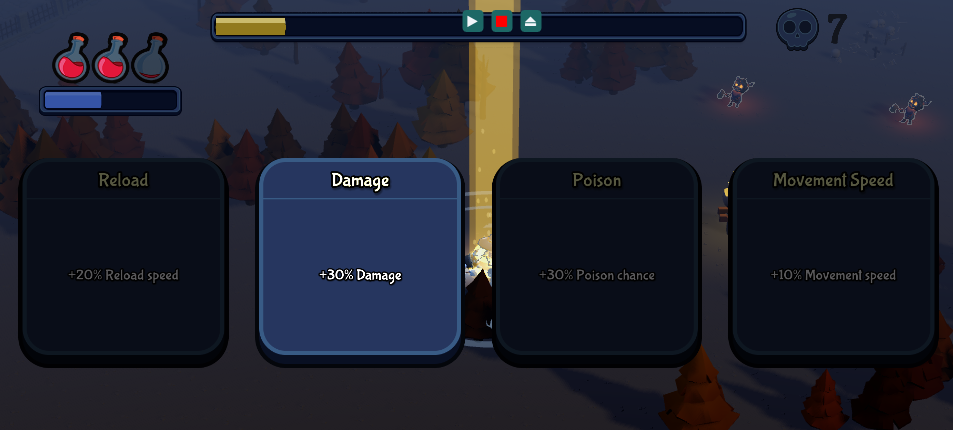 7
Reload
+20% Reload speed
Damage
+30% Damage
Poison
+30% Poison chance
Movement Speed
+10% Movement speed